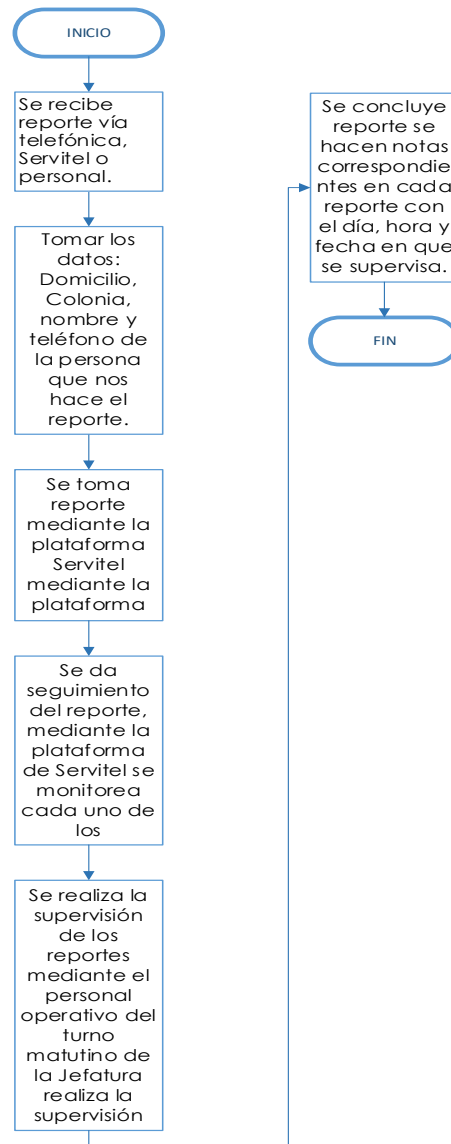 INICIO
Se recibe
reporte vía
telefónica,
Servitel o
personal.
Tomar los
datos:
Domicilio,
Colonia,
nombre y
teléfono de
la persona
que nos
hace el
reporte.
Se toma
reporte
mediante la
plataforma
Servitel
mediante la
plataforma
Se da
seguimiento
del reporte,
mediante la
plataforma
de Servitel se
monitorea
cada uno de
los
Se realiza la
supervisión
de los
reportes
mediante el
personal
operativo del
turno
matutino de
la Jefatura
realiza la
supervisión
Se concluye
reporte se
hacen notas
correspondie
ntes en cada
reporte con
el día, hora y
fecha en que
se supervisa.
FIN